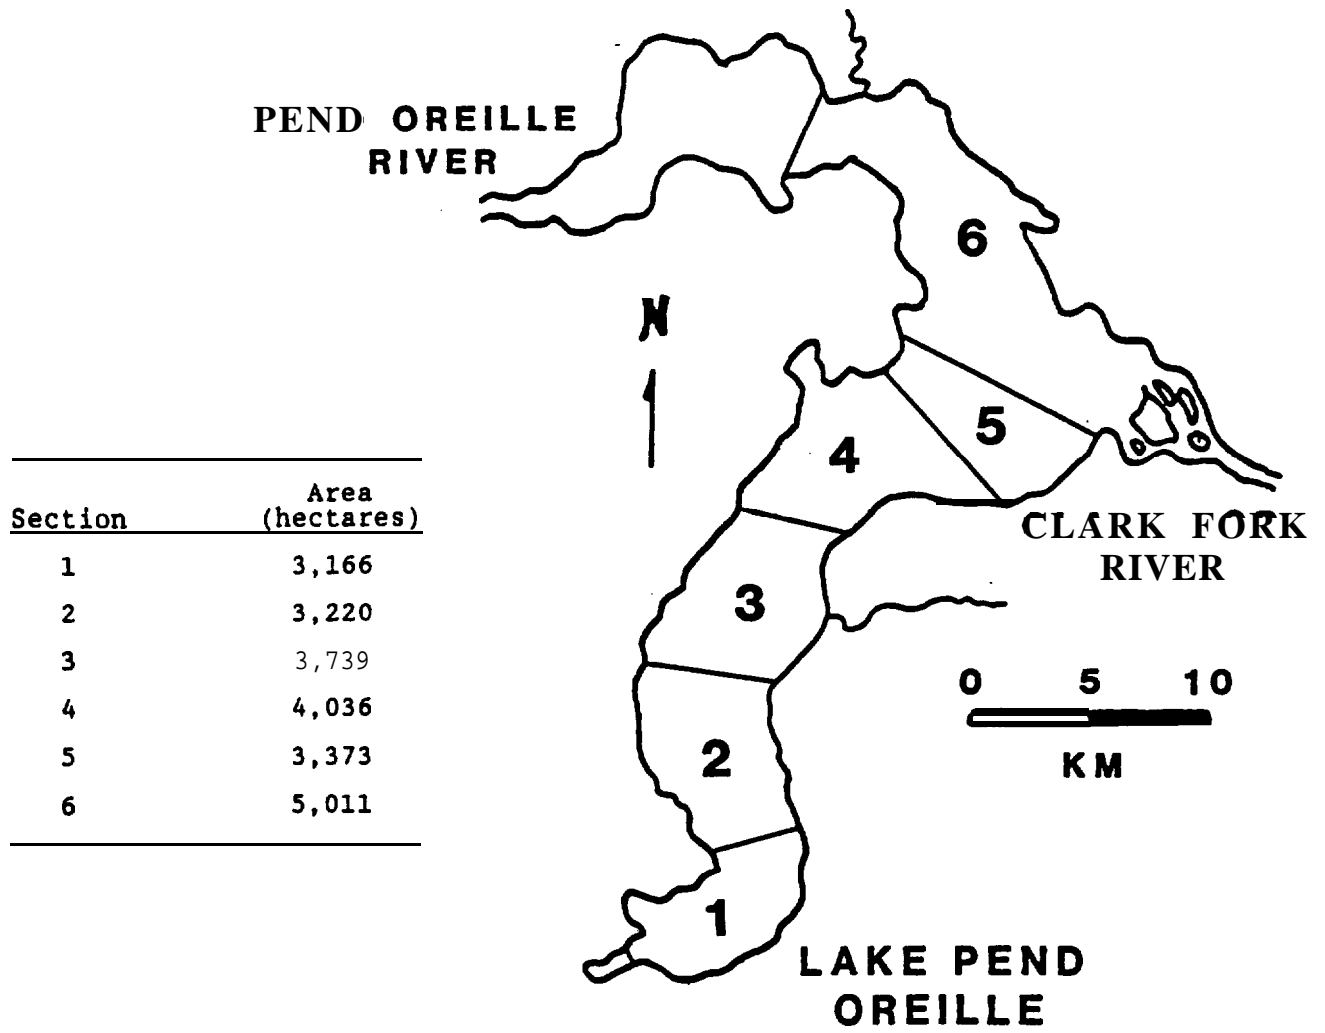 PEND OREILLE
RIVER
6
N
5
4
Area
Section (hectares)
1 3,166
2 3,220
3 3,739
4 4,036
5 3,373
6 5,011
CLARK FORK
RIVER
3
0 5 10
KM
2
1
LAKE PEND
OREILLE